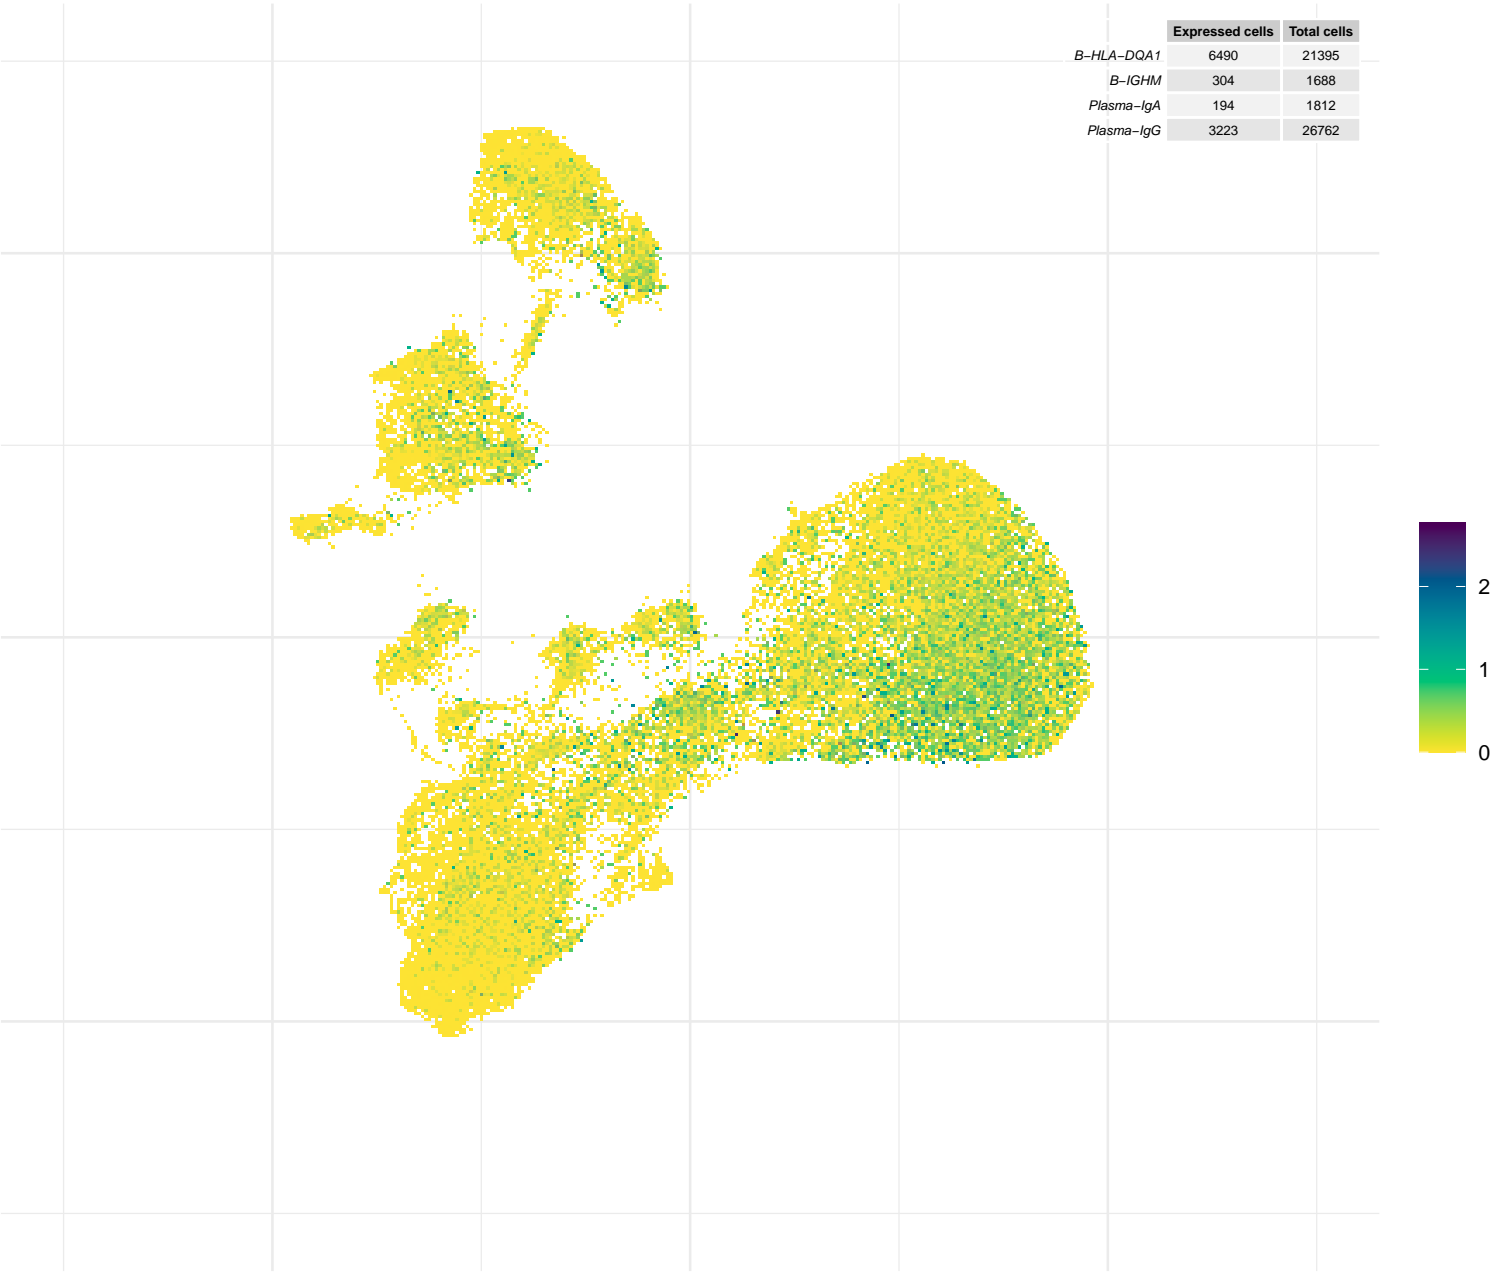 Expressed cells Total cells
B−HLA−DQA1 6490 21395
B−IGHM 304 1688
Plasma−IgA 194 1812
Plasma−IgG 3223 26762
2
1
0